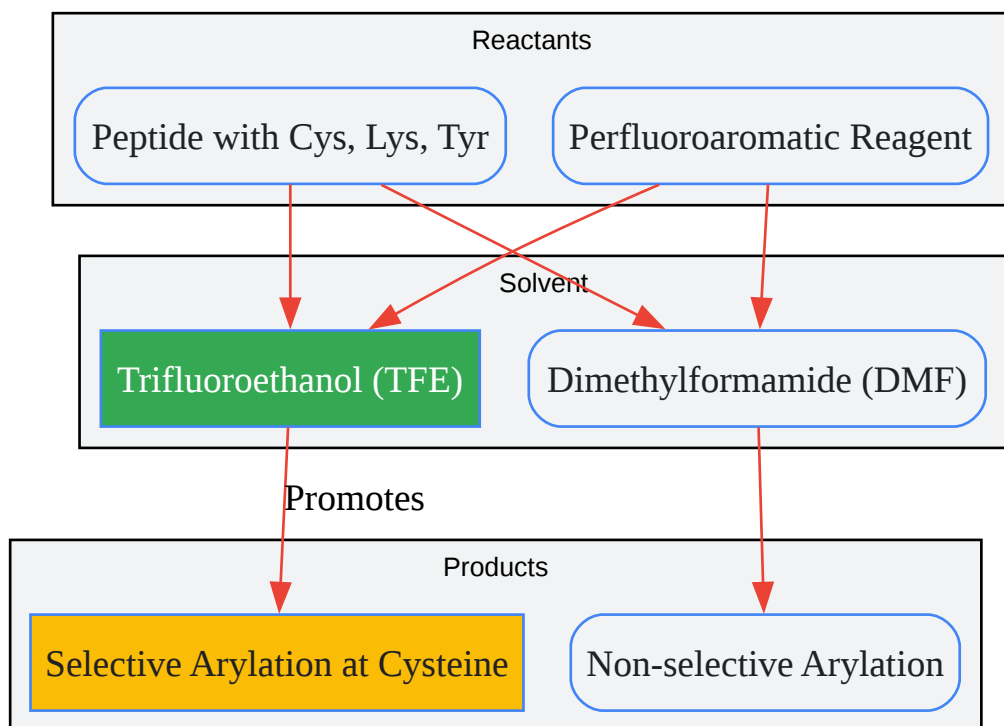 Reactants
Peptide with Cys, Lys, Tyr
Perfluoroaromatic Reagent
Solvent
Trifluoroethanol (TFE)
Dimethylformamide (DMF)
Promotes
Products
Selective Arylation at Cysteine
Non-selective Arylation